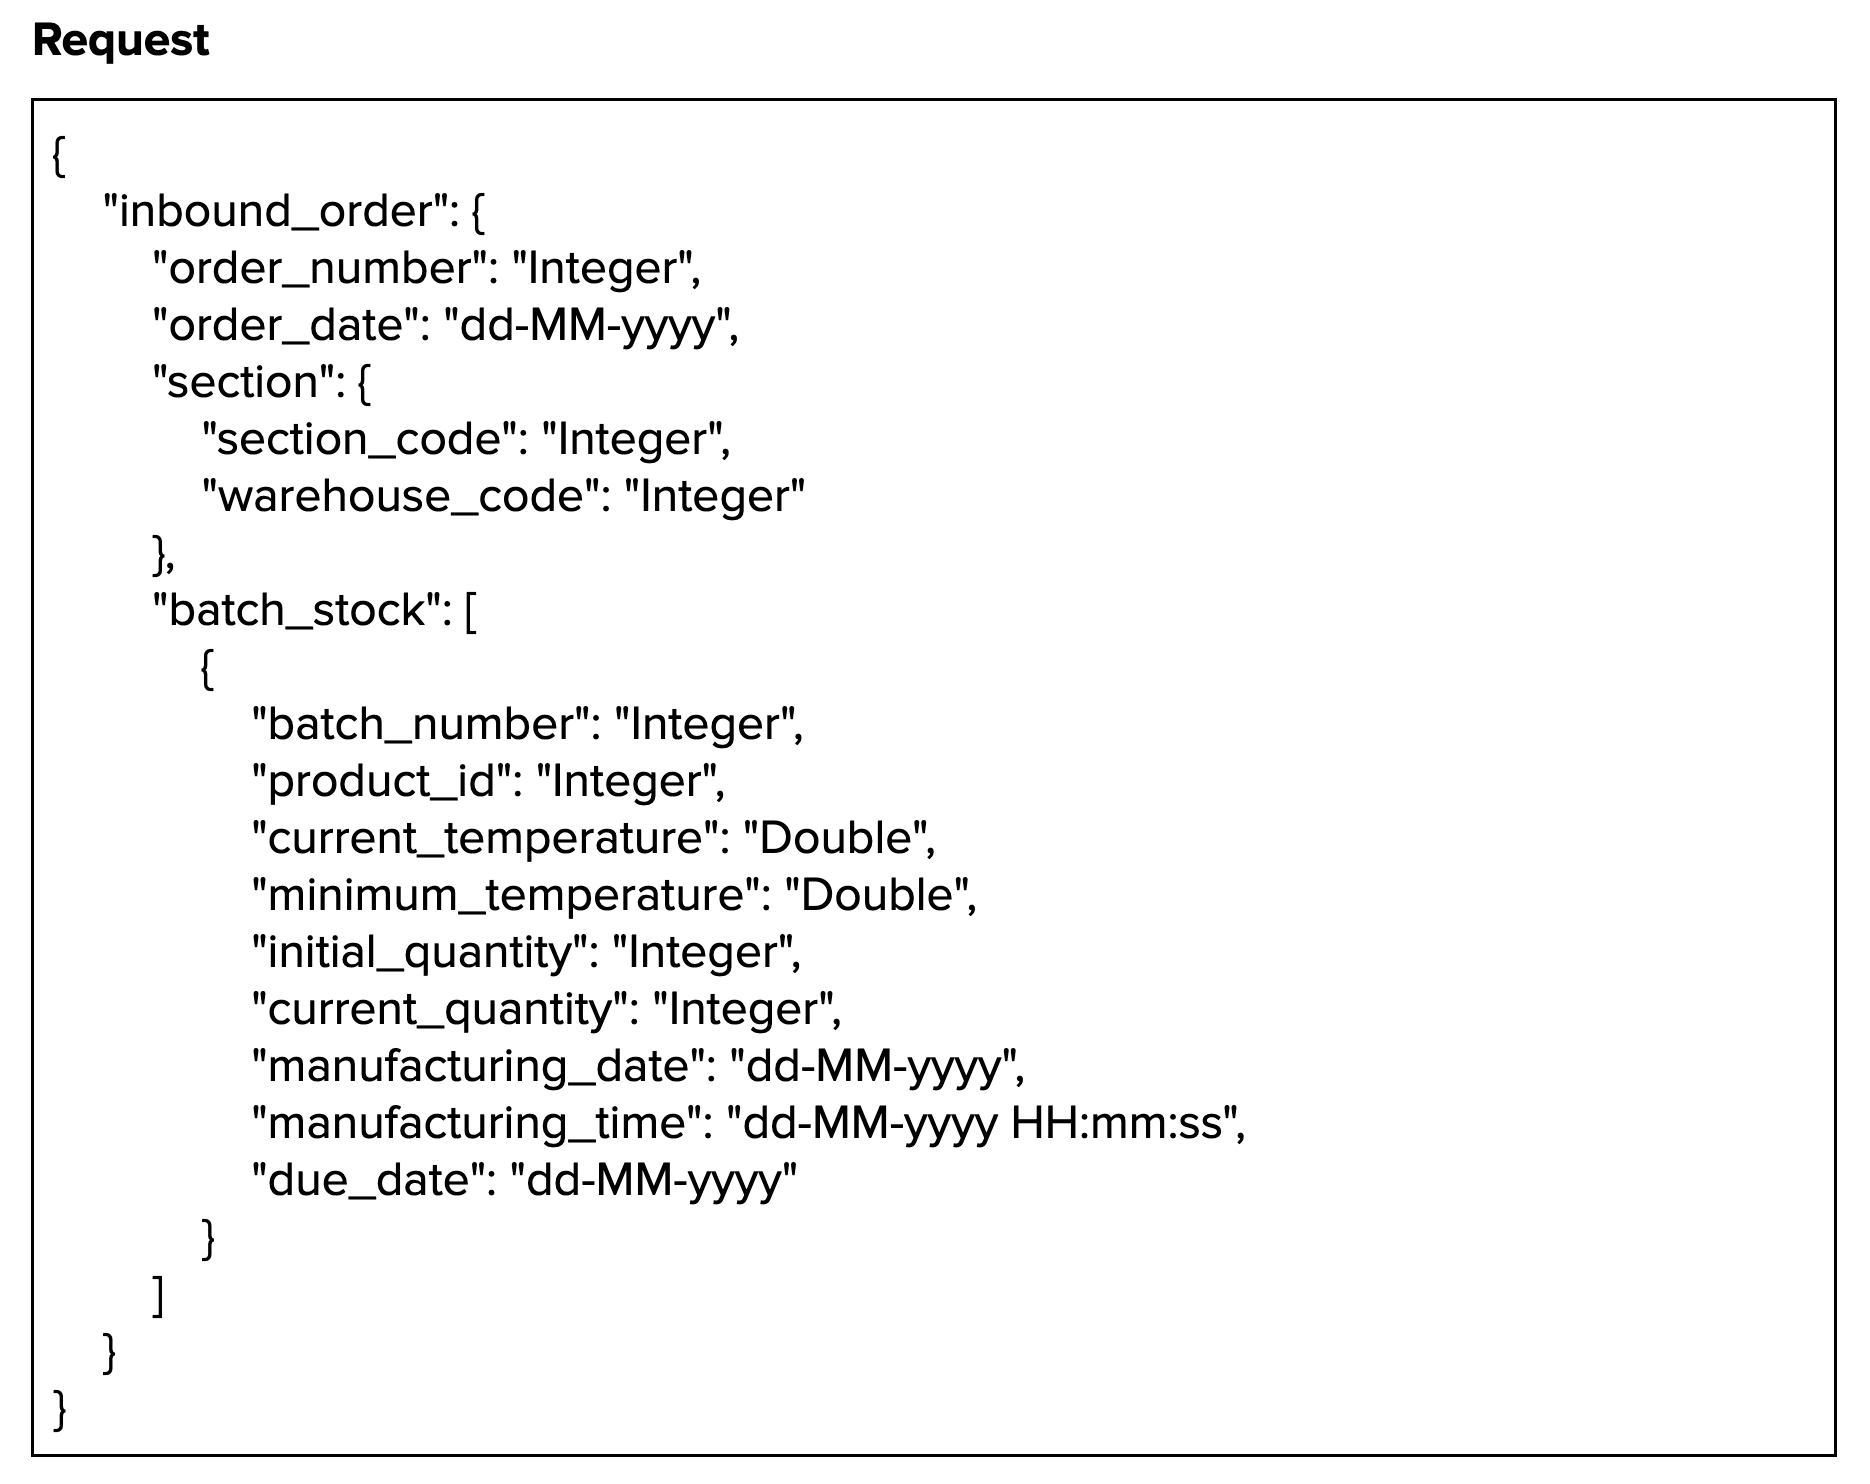 Request
{
"inbound_order": {
"order_number": "Integer",
"order_date": "dd-MM-yyyy",
"section": {
"section_code": "Integer",
"warehouse_code": "Integer"
},
"batch_stock": [
{
"batch_number": "Integer",
"product_id": "Integer",
"current_temperature": "Double",
"minimum_temperature": "Double",
"initial_quantity": "Integer",
"current_quantity": "Integer",
"manufacturing_date": "dd-MM-yyyy",
"manufacturing_time": "dd-MM-yyyy HH:mm:ss",
"due_date": "dd-MM-yyyy"
}
]
}
}